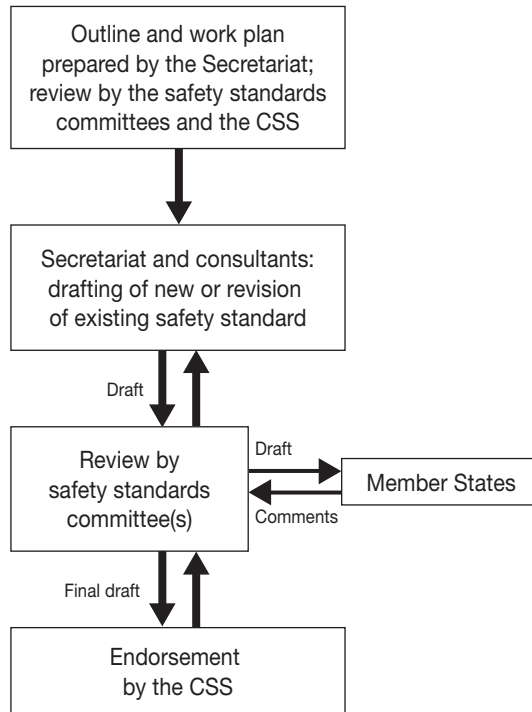 Outline and work plan
prepared by the Secretariat;
review by the safety standards
committees and the CSS
Secretariat and consultants:
drafting of new or revision
of existing safety standard
Draft
Review by
safety standards
committee(s)
Draft
Comments
Member States
Final draft
Endorsement
by the CSS